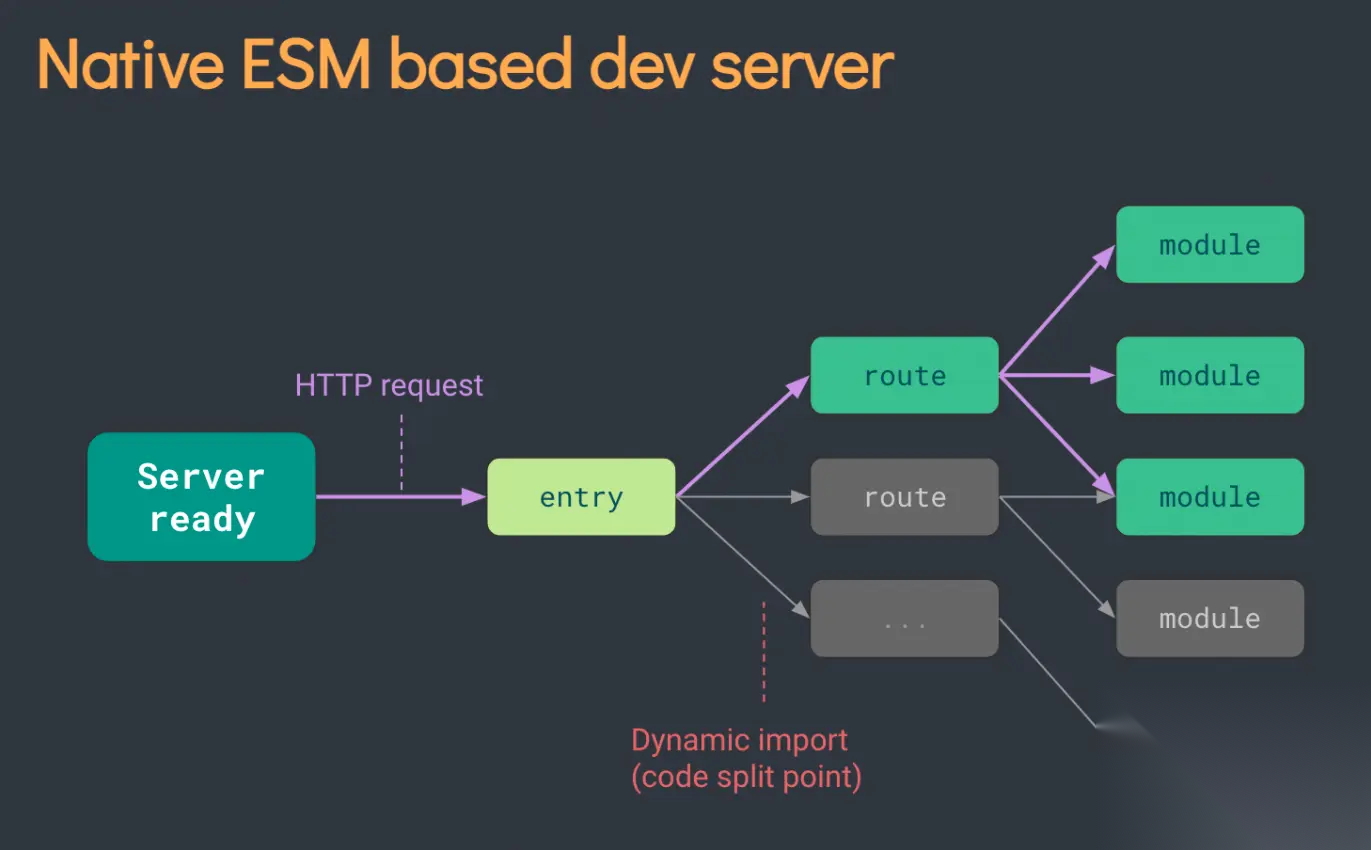 Native ESM based dev server
module
HTTP request
route
module
Server
ready
entry
route
module
...
module
Dynamic import
(code split point)